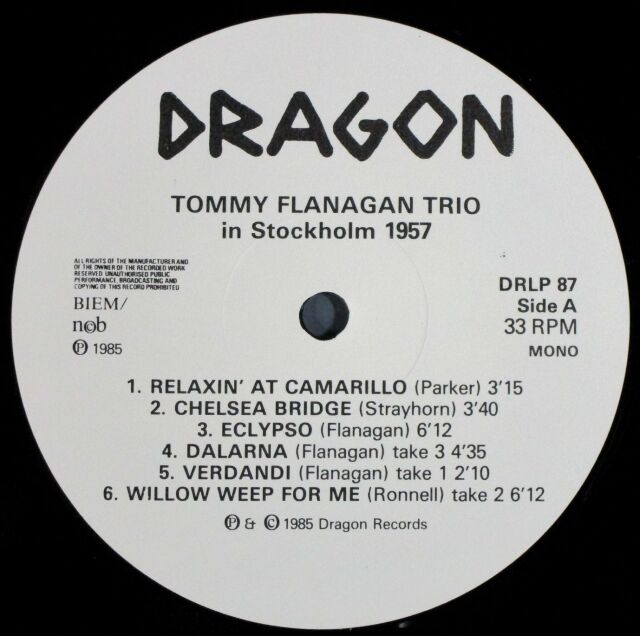 DRAGON
TOMMY FLANAGAN TRIO
in Stockholm 1957
ALL RIGHTS OF THE MANUFACTURER AND
OF THE OWNER OF THE RECORDED WORK
RESERVED. UNAUTHORISED PUBLIC
PERFORMANCE, BROADCASTING AND
COPYING OF THIS RECORD PROHIBITED
BIEM/
ncb
Ⓟ 1985
DRLP 87
Side A
33 RPM
MONO
1. RELAXIN' AT CAMARILLO (Parker) 3'15
2. CHELSEA BRIDGE (Strayhorn) 3'40
3. ECLYPSO (Flanagan) 6'12
4. DALARNA (Flanagan) take 3 4'35
5. VERDANDI (Flanagan) take 1 2'10
6. WILLOW WEEP FOR ME (Ronnell) take 2 6'12
Ⓟ & © 1985 Dragon Records